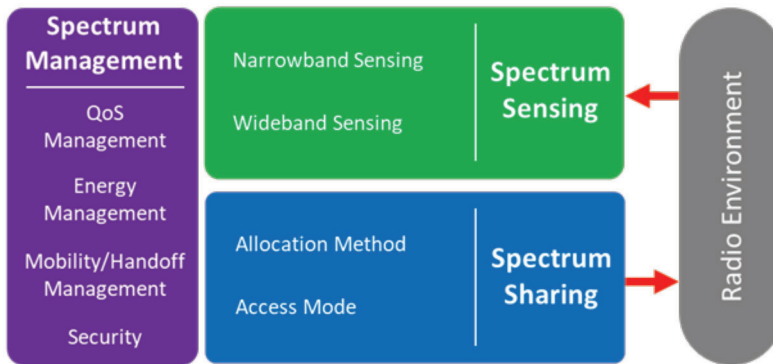 Spectrum
Management
QoS
Management
Energy
Management
Mobility/Handoff
Management
Security
Narrowband Sensing
Wideband Sensing
Spectrum
Sensing
Allocation Method
Access Mode
Spectrum
Sharing
Radio Environment